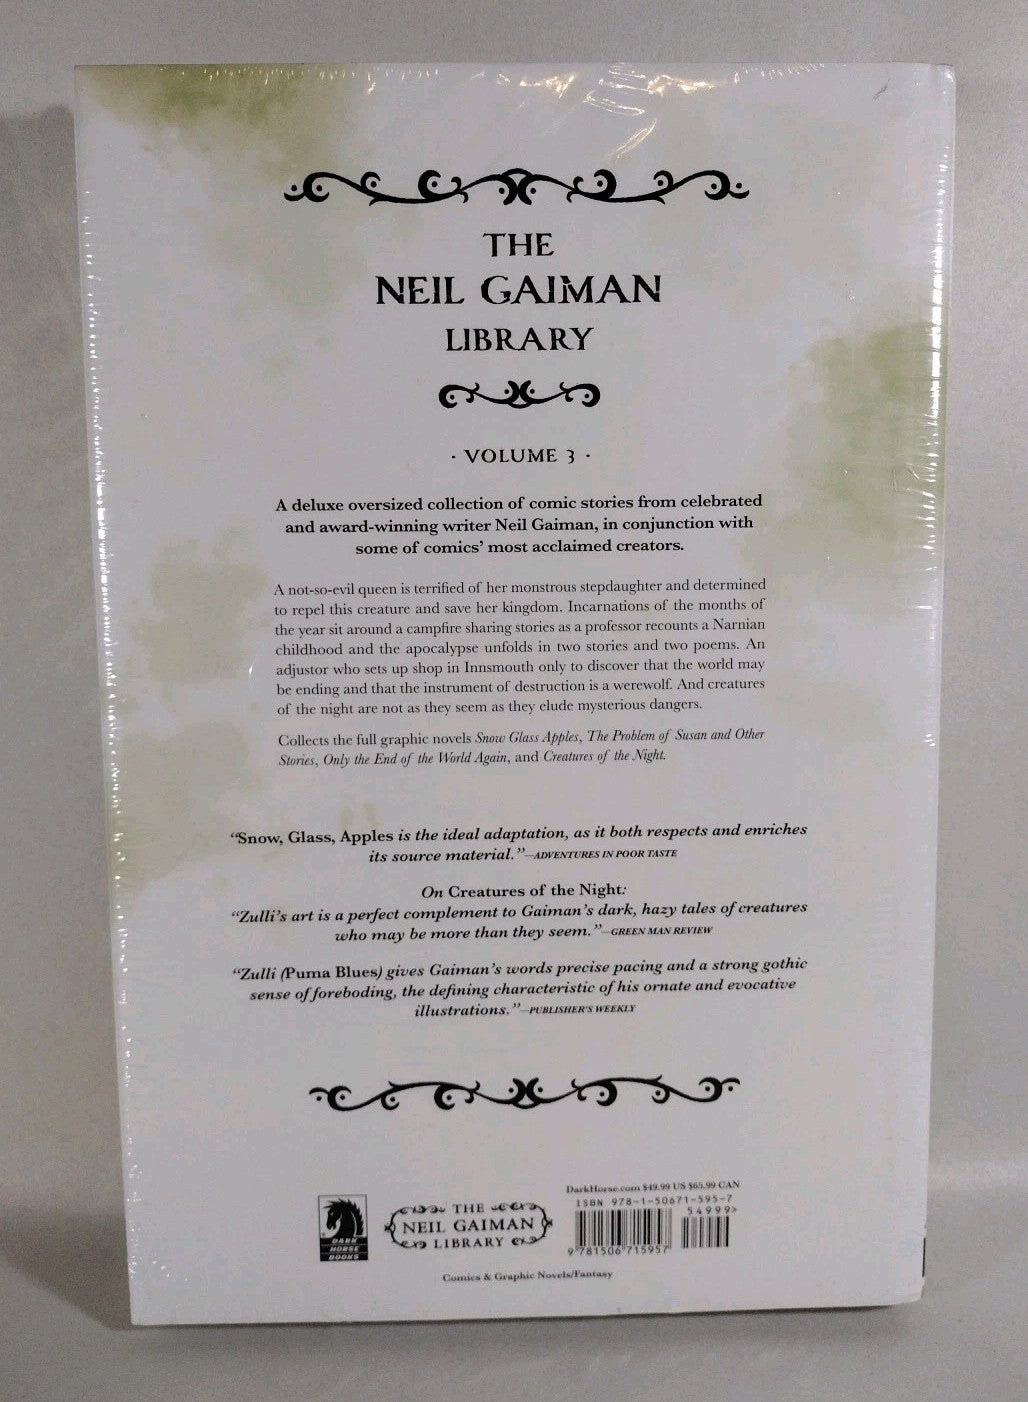 THE
NEIL GAIMAN
LIBRARY
· VOLUME 3 ·
A deluxe oversized collection of comic stories from celebrated
and award-winning writer Neil Gaiman, in conjunction with
some of comics' most acclaimed creators.
A not-so-evil queen is terrified of her monstrous stepdaughter and determined
to repel this creature and save her kingdom. Incarnations of the months of
the year sit around a campfire sharing stories as a professor recounts a Narnian
childhood and the apocalypse unfolds in two stories and two poems. An
adjustor who sets up shop in Innsmouth only to discover that the world may
be ending and that the instrument of destruction is a werewolf. And creatures
of the night are not as they seem as they elude mysterious dangers.
Collects the full graphic novels Snow Glass Apples, The Problem of Susan and Other
Stories, Only the End of the World Again, and Creatures of the Night.
“Snow, Glass, Apples is the ideal adaptation, as it both respects and enriches
its source material.”—ADVENTURES IN POOR TASTE
On Creatures of the Night:
“Zulli's art is a perfect complement to Gaiman's dark, hazy tales of creatures
who may be more than they seem.”—GREEN MAN REVIEW
“Zulli (Puma Blues) gives Gaiman's words precise pacing and a strong gothic
sense of foreboding, the defining characteristic of his ornate and evocative
illustrations.”—PUBLISHER'S WEEKLY
DARK
HORSE
BOOKS
THE
NEIL GAIMAN
LIBRARY
DarkHorse.com $49.99 US $65.99 CAN
ISBN 978-1-50671-595-7
54999>
9 781506 715957
Comics & Graphic Novels/Fantasy